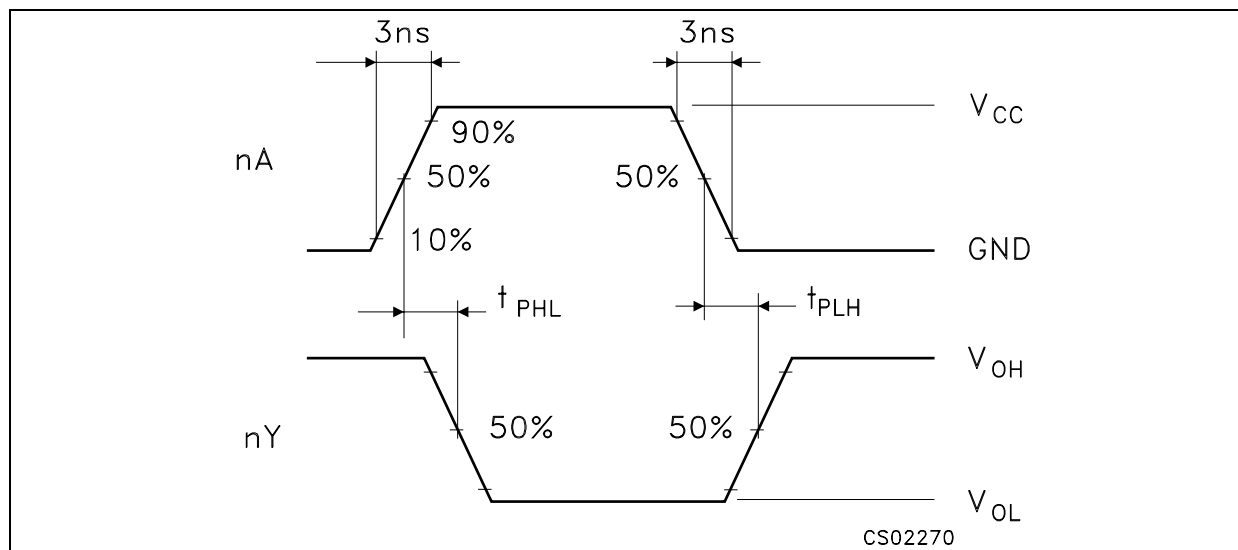 3ns 3ns
V CC
90%
nA
50% 50%
10%
GND
t PHL t PLH
V OH
50% 50%
nY
V OL
CS02270